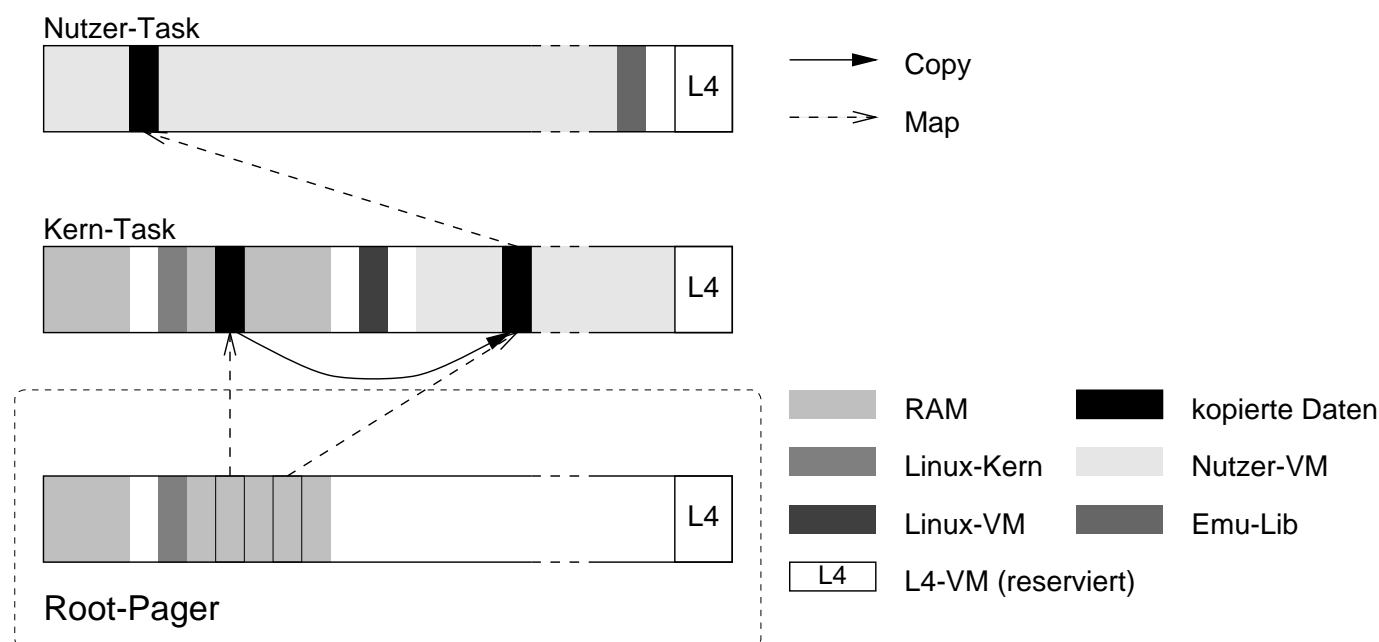 Nutzer-Task
L4
Copy
Map
Kern-Task
L4
RAM
kopierte Daten
Linux-Kern
Nutzer-VM
L4
Linux-VM
Emu-Lib
L4
L4-VM (reserviert)
Root-Pager